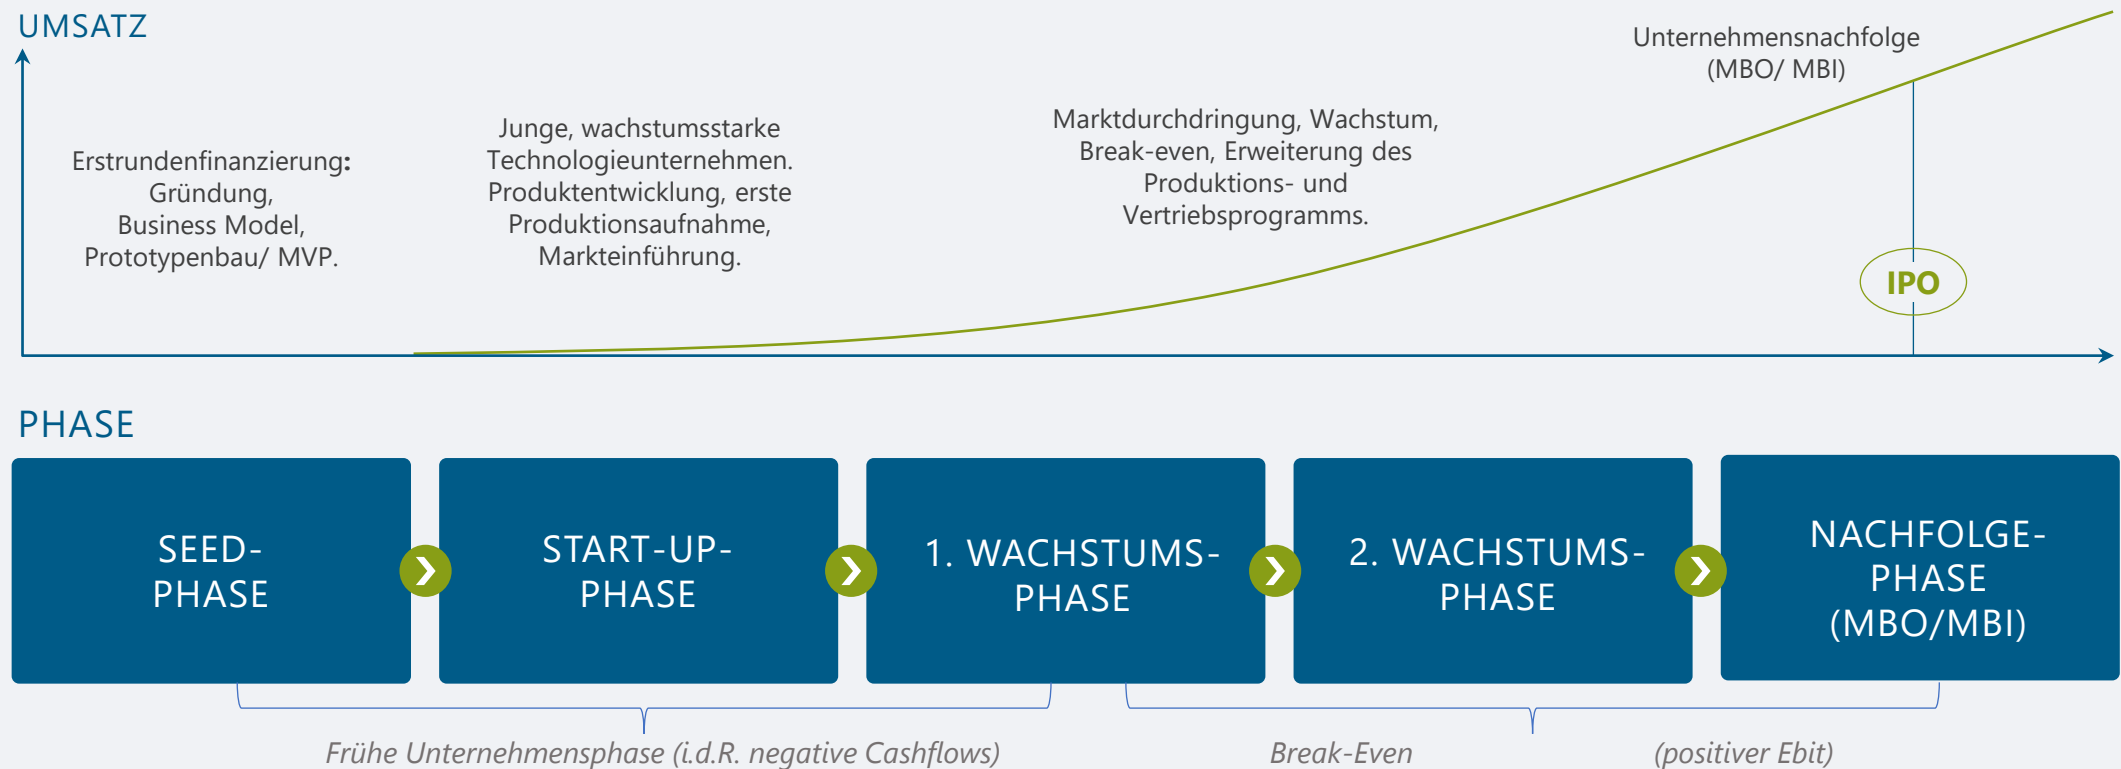 UMSATZ
Erstrundenfinanzierung:
Gründung,
Business Model,
Prototypenbau/ MVP.
Junge, wachstumsstarke
Technologieunternehmen.
Produktentwicklung, erste
Produktionsaufnahme,
Markteinführung.
Marktdurchdringung, Wachstum,
Break-even, Erweiterung des
Produktions- und
Vertriebsprogramms.
Unternehmensnachfolge
(MBO/ MBI)
IPO
PHASE
SEED-
PHASE
START-UP-
PHASE
1. WACHSTUMS-
PHASE
2. WACHSTUMS-
PHASE
NACHFOLGE-
PHASE
(MBO/MBI)
Frühe Unternehmensphase (i.d.R. negative Cashflows)
Break-Even
(positiver Ebit)